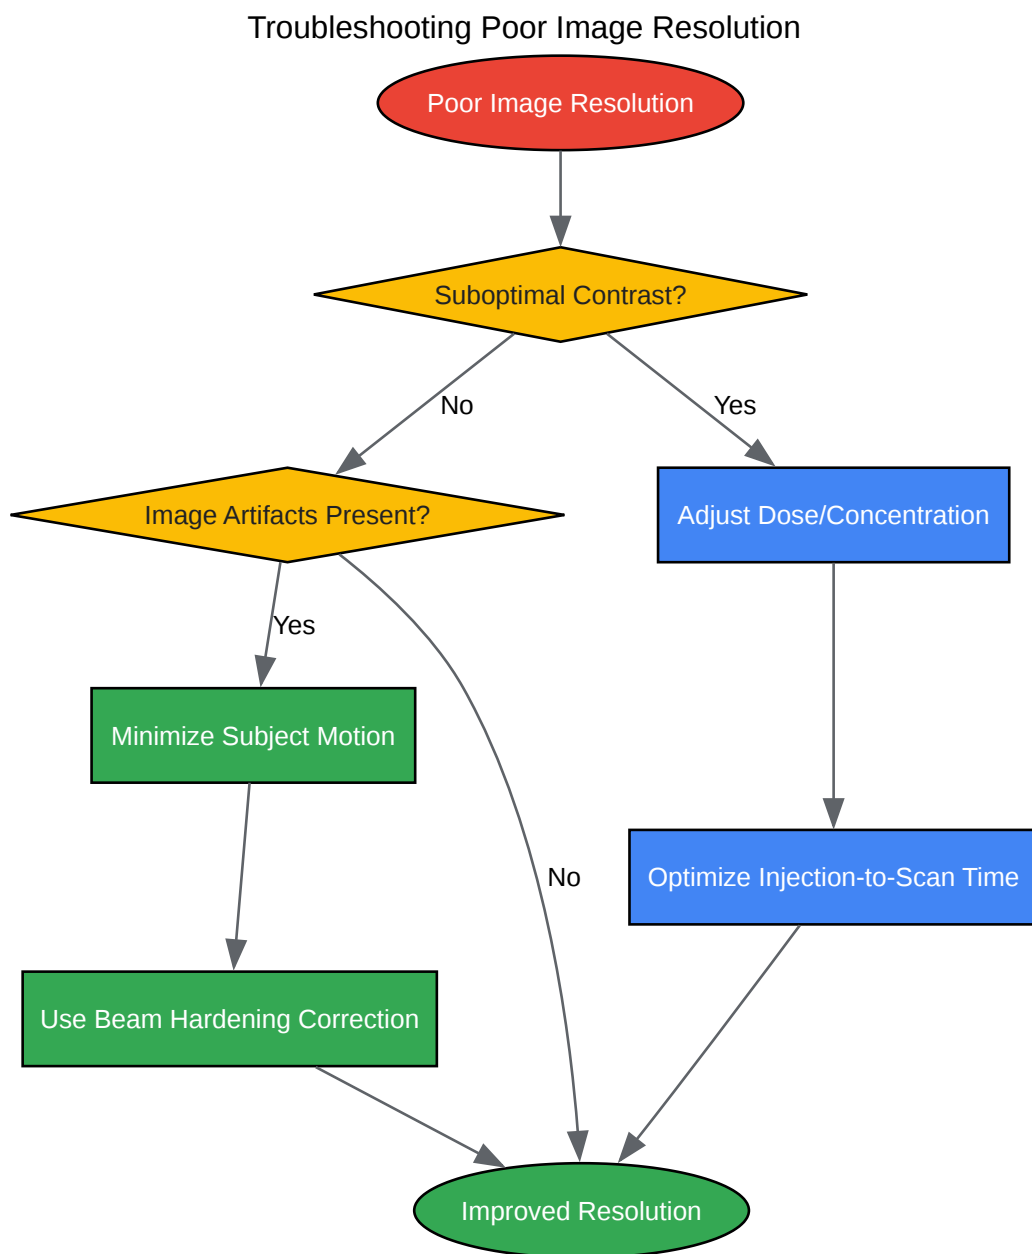 Troubleshooting Poor Image Resolution
Poor Image Resolution
Suboptimal Contrast?
No
Yes
Image Artifacts Present?
Adjust Dose/Concentration
Yes
Minimize Subject Motion
No
Optimize Injection-to-Scan Time
Use Beam Hardening Correction
Improved Resolution